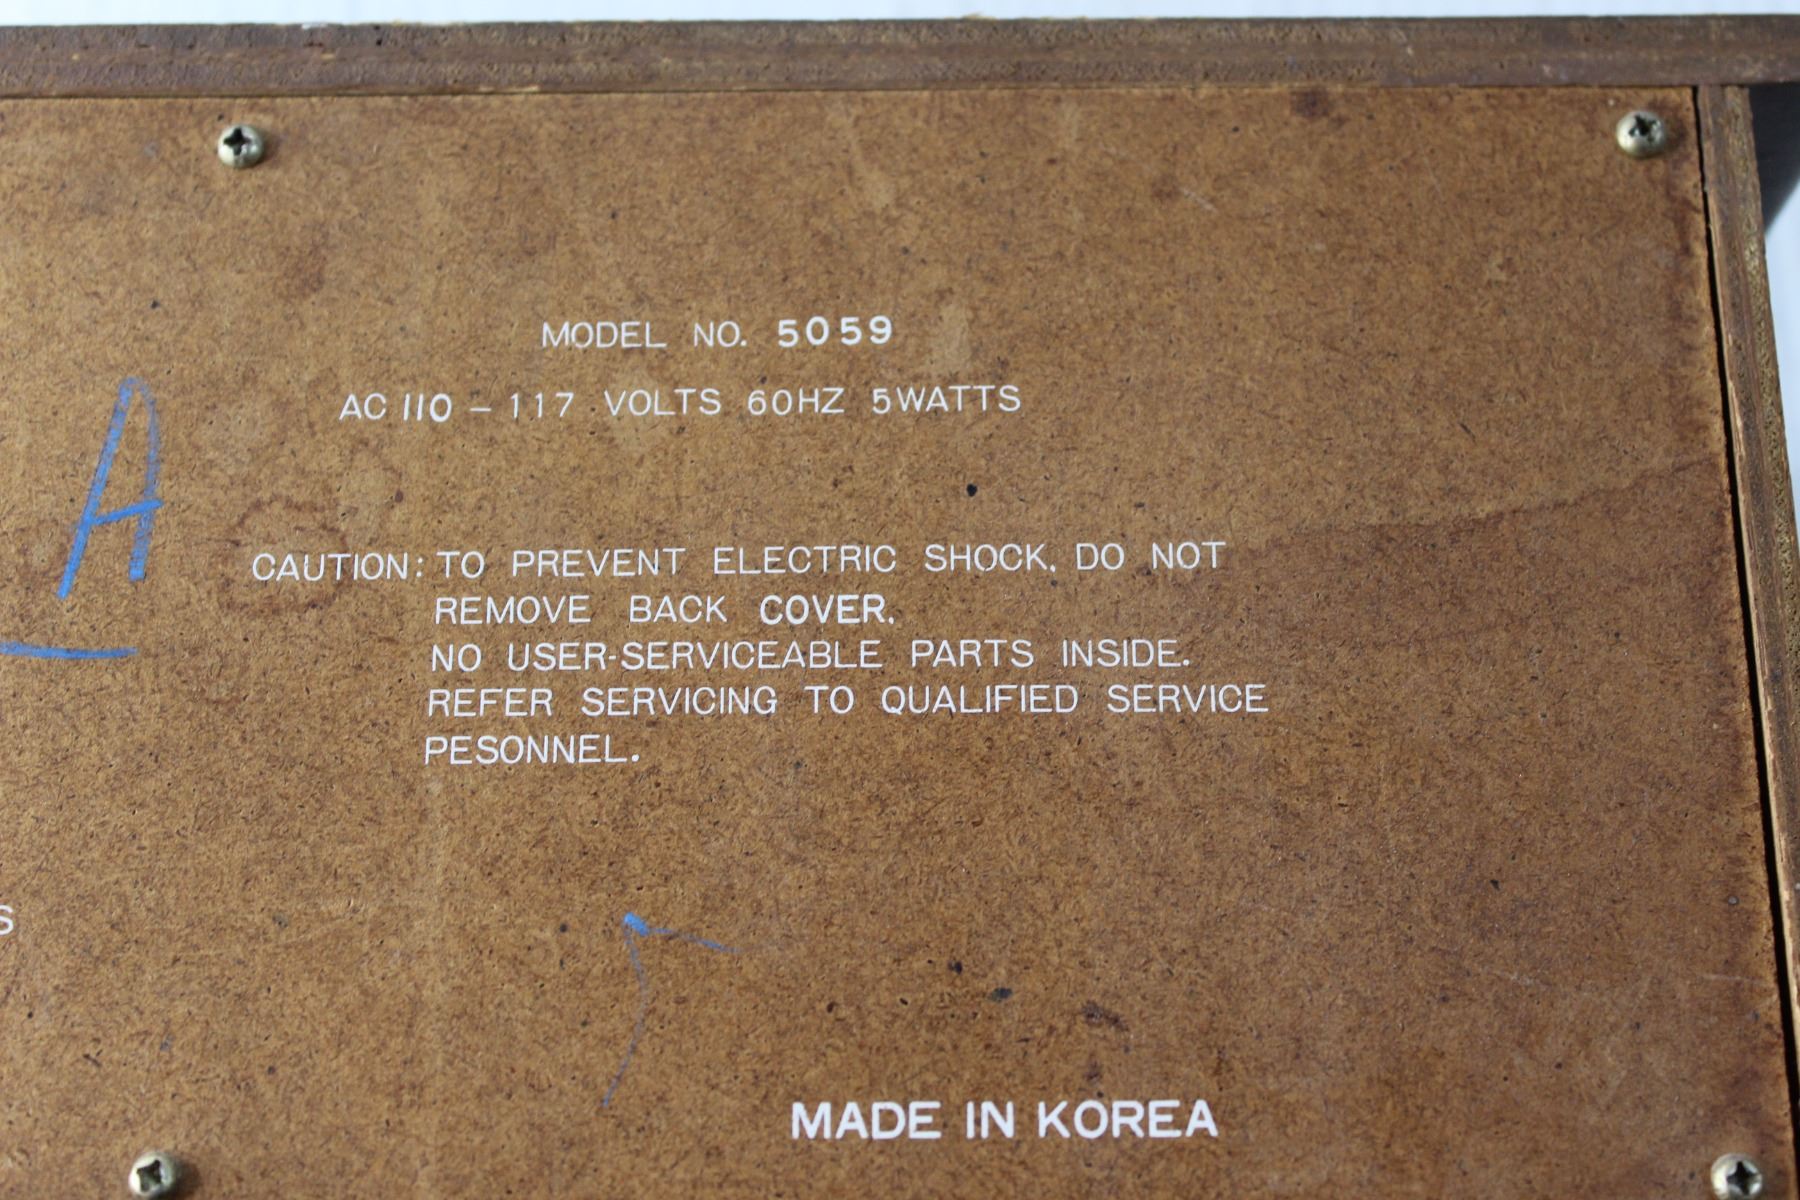 MODEL NO. 5059
AC 110 - 117 VOLTS 60HZ 5WATTS
A
CAUTION: TO PREVENT ELECTRIC SHOCK. DO NOT
REMOVE BACK COVER.
NO USER-SERVICEABLE PARTS INSIDE.
REFER SERVICING TO QUALIFIED SERVICE
PESONNEL.
S
MADE IN KOREA